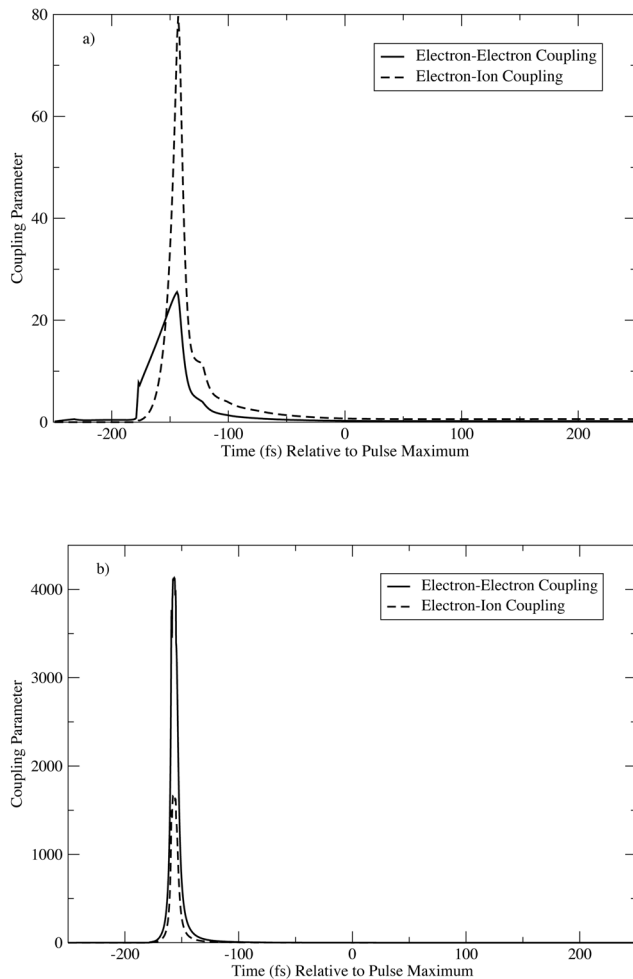 80
a)
Electron-Electron Coupling
Electron-Ion Coupling
60
Coupling Parameter
40
20
0
-200 -100 0 100 200
Time (fs) Relative to Pulse Maximum
b)
4000
Electron-Electron Coupling
Electron-Ion Coupling
3000
Coupling Parameter
2000
1000
0
-200 -100 0 100 200
Time (fs) Relative to Pulse Maximum